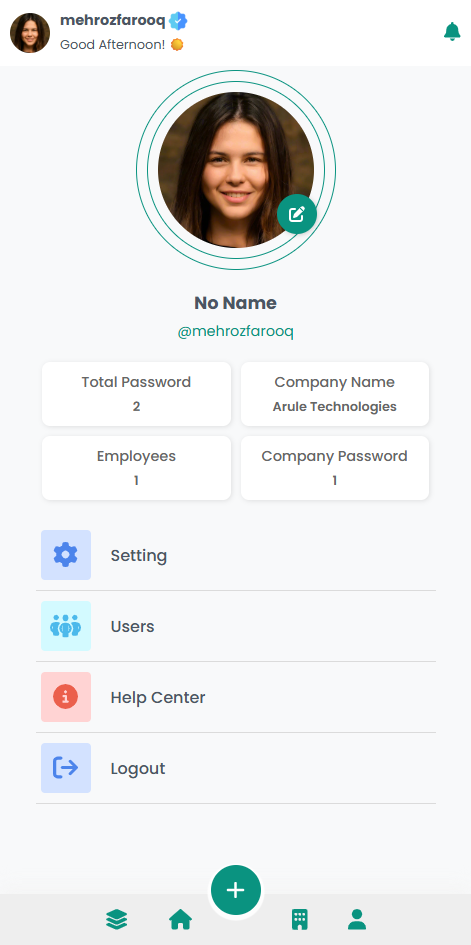 mehrozfarooq
Good Afternoon!
No Name
@mehrozfarooq
Total Password
2
Company Name
Arule Technologies
Employees
1
Company Password
1
Setting
Users
Help Center
Logout